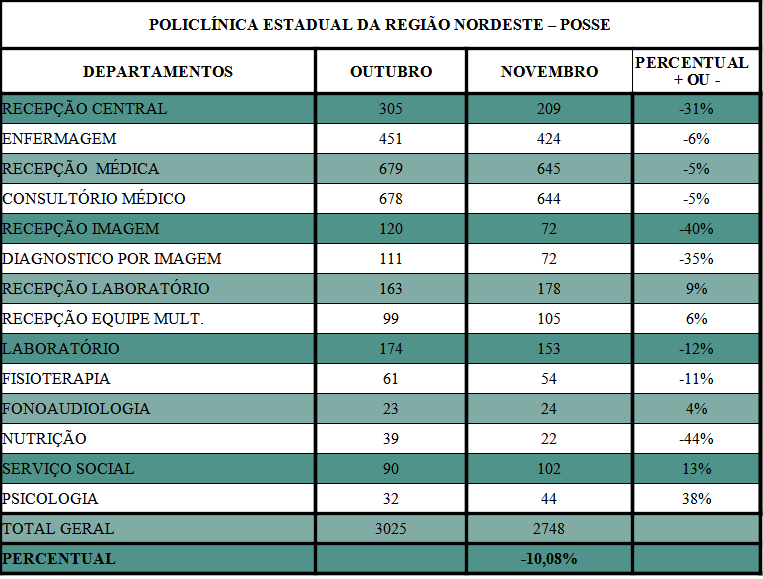 POLICLÍNICA ESTADUAL DA REGIÃO NORDESTE – POSSE
DEPARTAMENTOS OUTUBRO NOVEMBRO PERCENTUAL + OU -
RECEPÇÃO CENTRAL 305 209 -31%
ENFERMAGEM 451 424 -6%
RECEPÇÃO MÉDICA 679 645 -5%
CONSULTÓRIO MÉDICO 678 644 -5%
RECEPÇÃO IMAGEM 120 72 -40%
DIAGNOSTICO POR IMAGEM 111 72 -35%
RECEPÇÃO LABORATÓRIO 163 178 9%
RECEPÇÃO EQUIPE MULT. 99 105 6%
LABORATÓRIO 174 153 -12%
FISIOTERAPIA 61 54 -11%
FONOAUDIOLOGIA 23 24 4%
NUTRIÇÃO 39 22 -44%
SERVIÇO SOCIAL 90 102 13%
PSICOLOGIA 32 44 38%
TOTAL GERAL 3025 2748
PERCENTUAL -10,08%